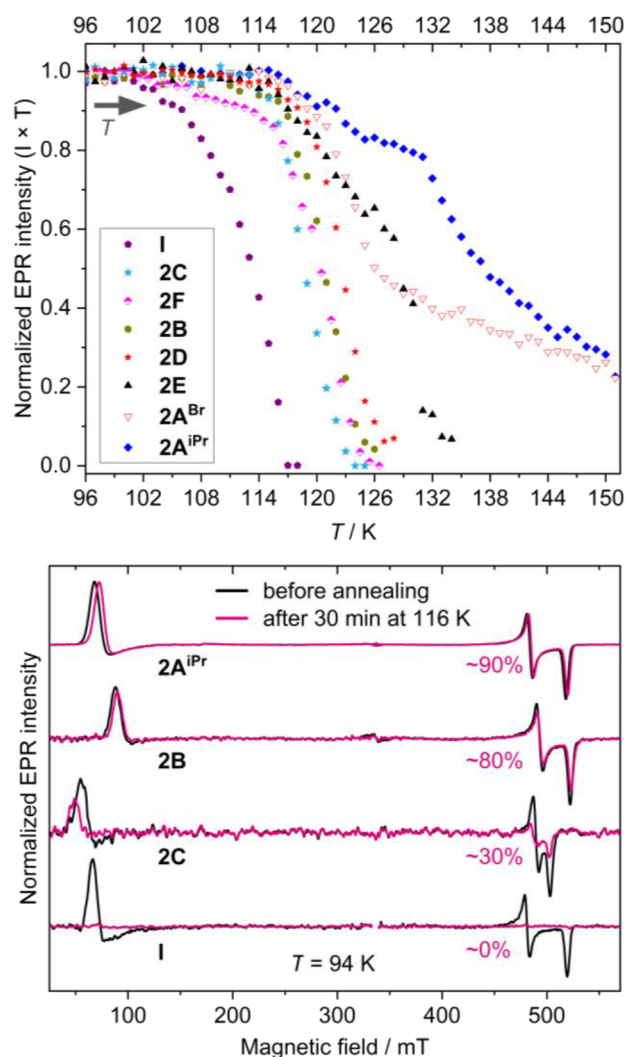 96 102 108 114 120 126 132 138 144 150
Normalized EPR intensity (I × T)
1.0
0.8
0.6
0.4
0.2
0.0
T
I
2C
2F
2B
2D
2E
2A^Br
2A^iPr
96 102 108 114 120 126 132 138 144 150
T / K
Normalized EPR intensity
before annealing
after 30 min at 116 K
2A^iPr
~90%
2B
~80%
2C
~30%
I
~0%
T = 94 K
100 200 300 400 500
Magnetic field / mT